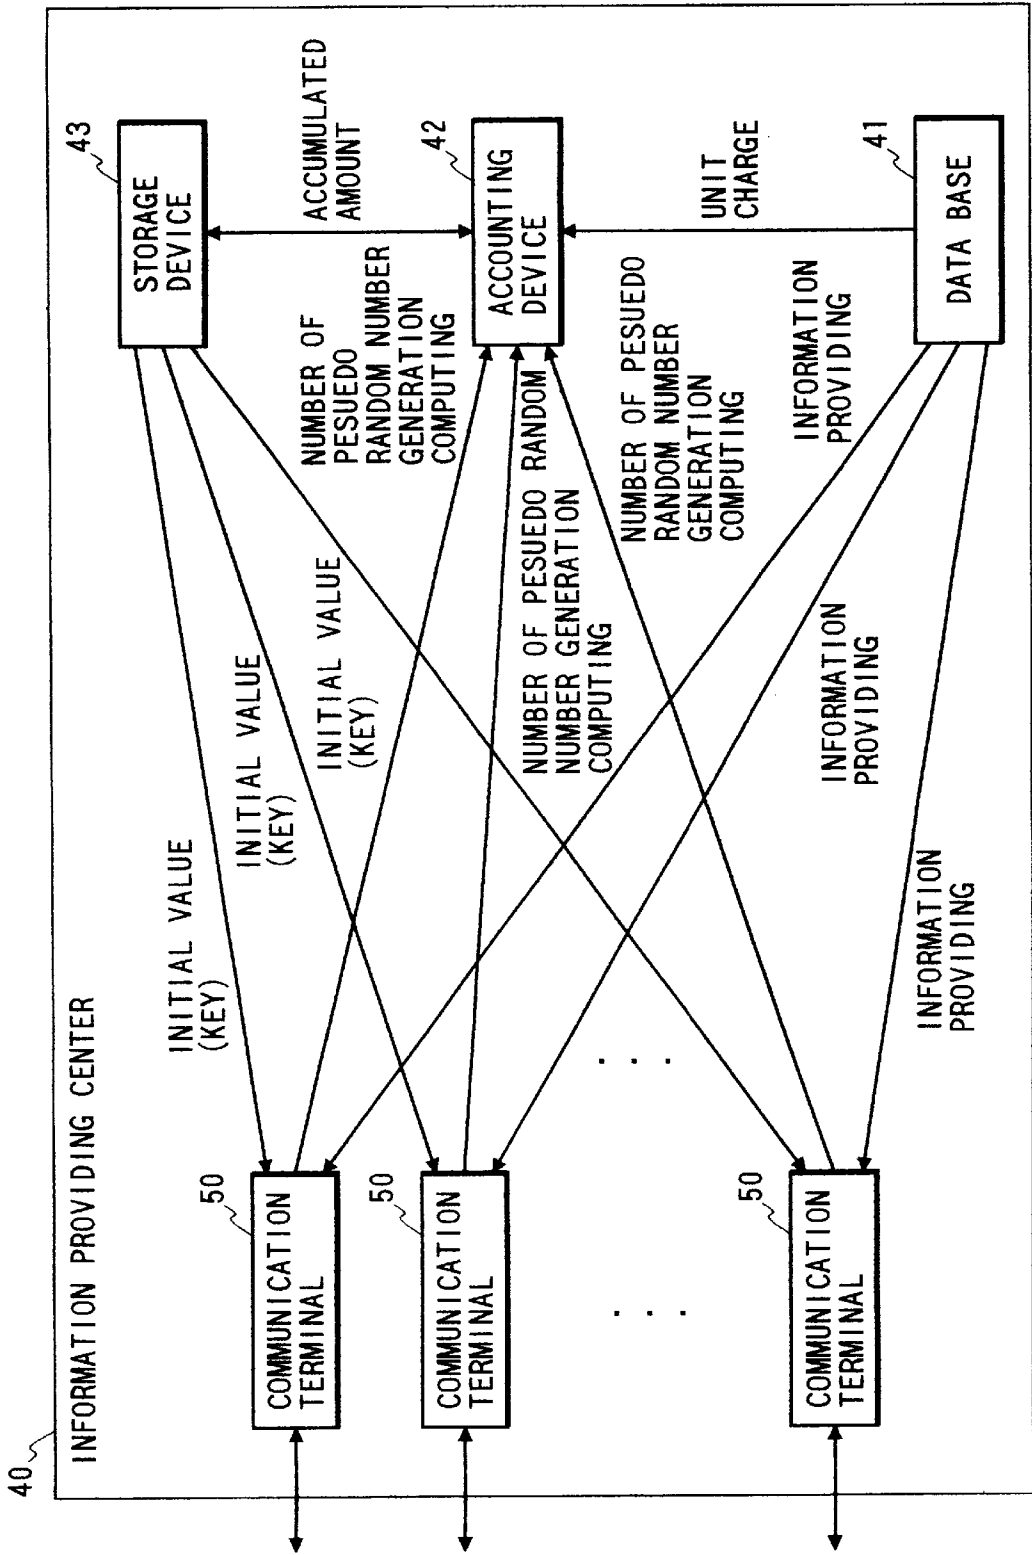 40
INFORMATION PROVIDING CENTER
50
COMMUNICATION
TERMINAL
50
COMMUNICATION
TERMINAL
. . .
50
COMMUNICATION
TERMINAL
INITIAL VALUE
(KEY)
INITIAL VALUE
(KEY)
INITIAL VALUE
(KEY)
. . .
NUMBER OF
PESUEDO
RANDOM NUMBER
GENERATION
COMPUTING
NUMBER OF PESUEDO RANDOM
NUMBER GENERATION
COMPUTING
NUMBER OF PESUEDO
RANDOM NUMBER
GENERATION
COMPUTING
INFORMATION
PROVIDING
INFORMATION
PROVIDING
INFORMATION
PROVIDING
43
STORAGE
DEVICE
ACCUMULATED
AMOUNT
42
ACCOUNTING
DEVICE
UNIT
CHARGE
41
DATA BASE